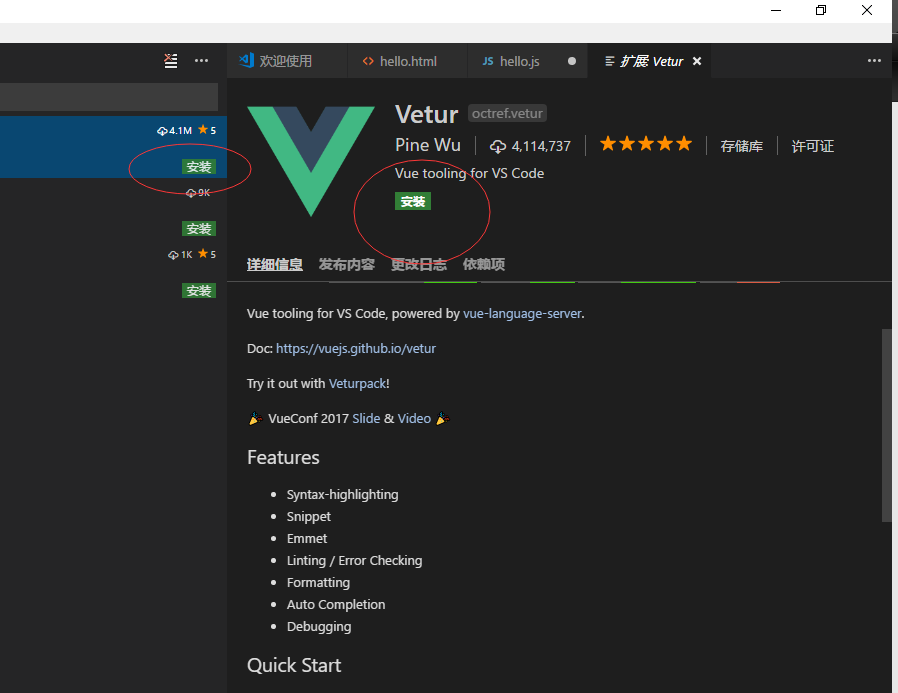 欢迎使用
hello.html
JS hello.js
扩展: Vetur
4.1M 5
安装
9K
安装
1K 5
安装
Vetur octref.vetur
Pine Wu 4,114,737 存储库 许可证
Vue tooling for VS Code
安装
详细信息 发布内容 更改日志 依赖项
Vue tooling for VS Code, powered by vue-language-server.
Doc: https://vuejs.github.io/vetur
Try it out with Veturpack!
🎉 VueConf 2017 Slide & Video 🎉
Features
Syntax-highlighting
Snippet
Emmet
Linting / Error Checking
Formatting
Auto Completion
Debugging
Quick Start